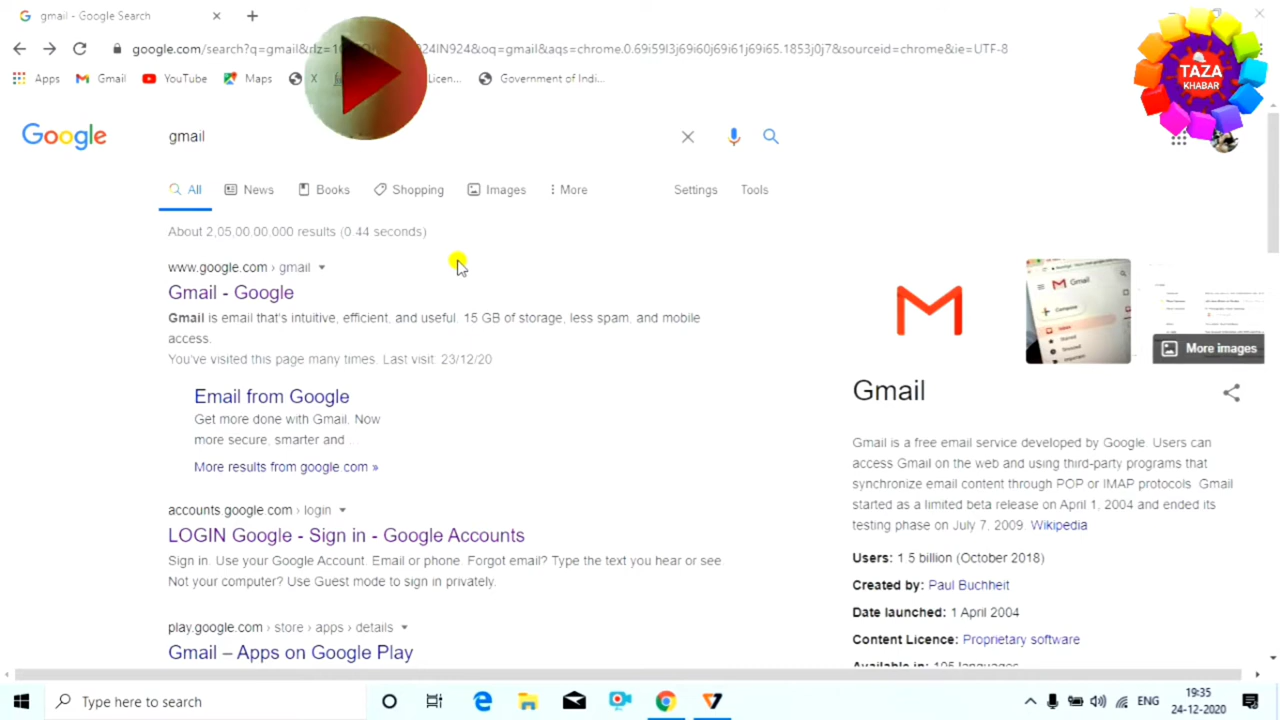 gmail - Google Search
google.com/search?q=gmail&rlz=1
24IN924&oq=gmail&aqs=chrome.0.69i59l3j69i60j69i61j69i65.1853j0j7&sourceid=chrome&ie=UTF-8
Apps Gmail YouTube Maps X Licen... Government of Indi...
TAZA
KHABAR
Google gmail
All News Books Shopping Images More Settings Tools
About 2,05,00,00,000 results (0.44 seconds)
www.google.com › gmail
Gmail - Google
Gmail is email that's intuitive, efficient, and useful. 15 GB of storage, less spam, and mobile
access.
You've visited this page many times. Last visit: 23/12/20
Email from Google
Get more done with Gmail. Now
more secure, smarter and ...
More results from google.com »
accounts.google.com › login
LOGIN Google - Sign in - Google Accounts
Sign in. Use your Google Account. Email or phone. Forgot email? Type the text you hear or see.
Not your computer? Use Guest mode to sign in privately.
play.google.com › store › apps › details
Gmail – Apps on Google Play
Gmail
Compose
More images
Gmail
Gmail is a free email service developed by Google. Users can
access Gmail on the web and using third-party programs that
synchronize email content through POP or IMAP protocols. Gmail
started as a limited beta release on April 1, 2004 and ended its
testing phase on July 7, 2009. Wikipedia
Users: 1.5 billion (October 2018)
Created by: Paul Buchheit
Date launched: 1 April 2004
Content Licence: Proprietary software
Available in: 105 languages
Type here to search
ENG
19:35
24-12-2020